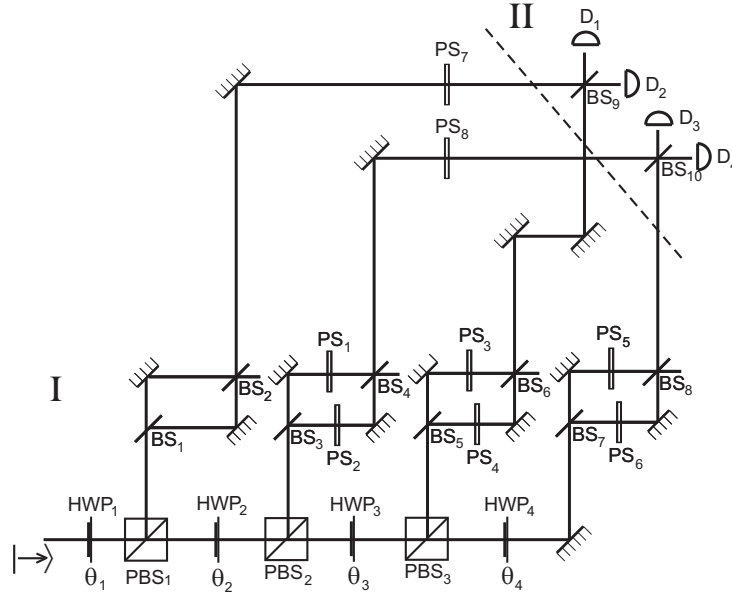 II
D₁
PS₇
D₂
BS₉
PS₈
D₃
BS₁₀
PS₁
PS₃
PS₅
I
BS₂
BS₄
BS₆
BS₈
BS₁
BS₃
BS₅
BS₇
PS₂
PS₄
PS₆
HWP₁
HWP₂
HWP₃
HWP₄
|→⟩
θ₁
PBS₁
θ₂
PBS₂
θ₃
PBS₃
θ₄